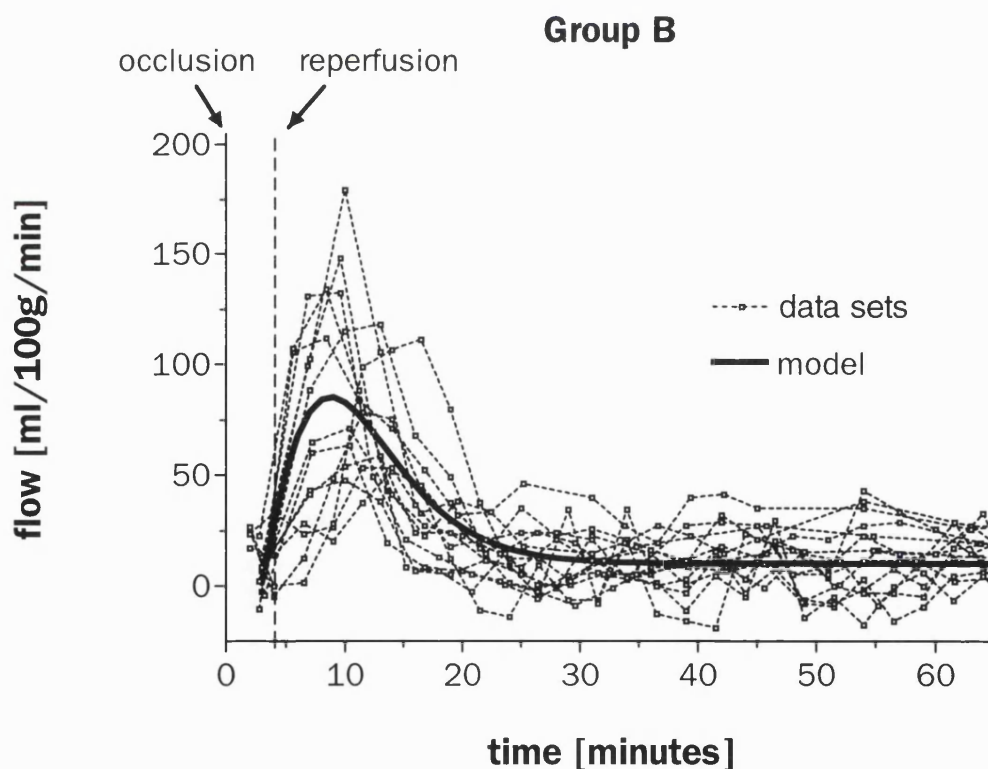 Group B
occlusion reperfusion
200
150
100
50
0
flow [ml/100g/min]
data sets
model
0 10 20 30 40 50 60
time [minutes]